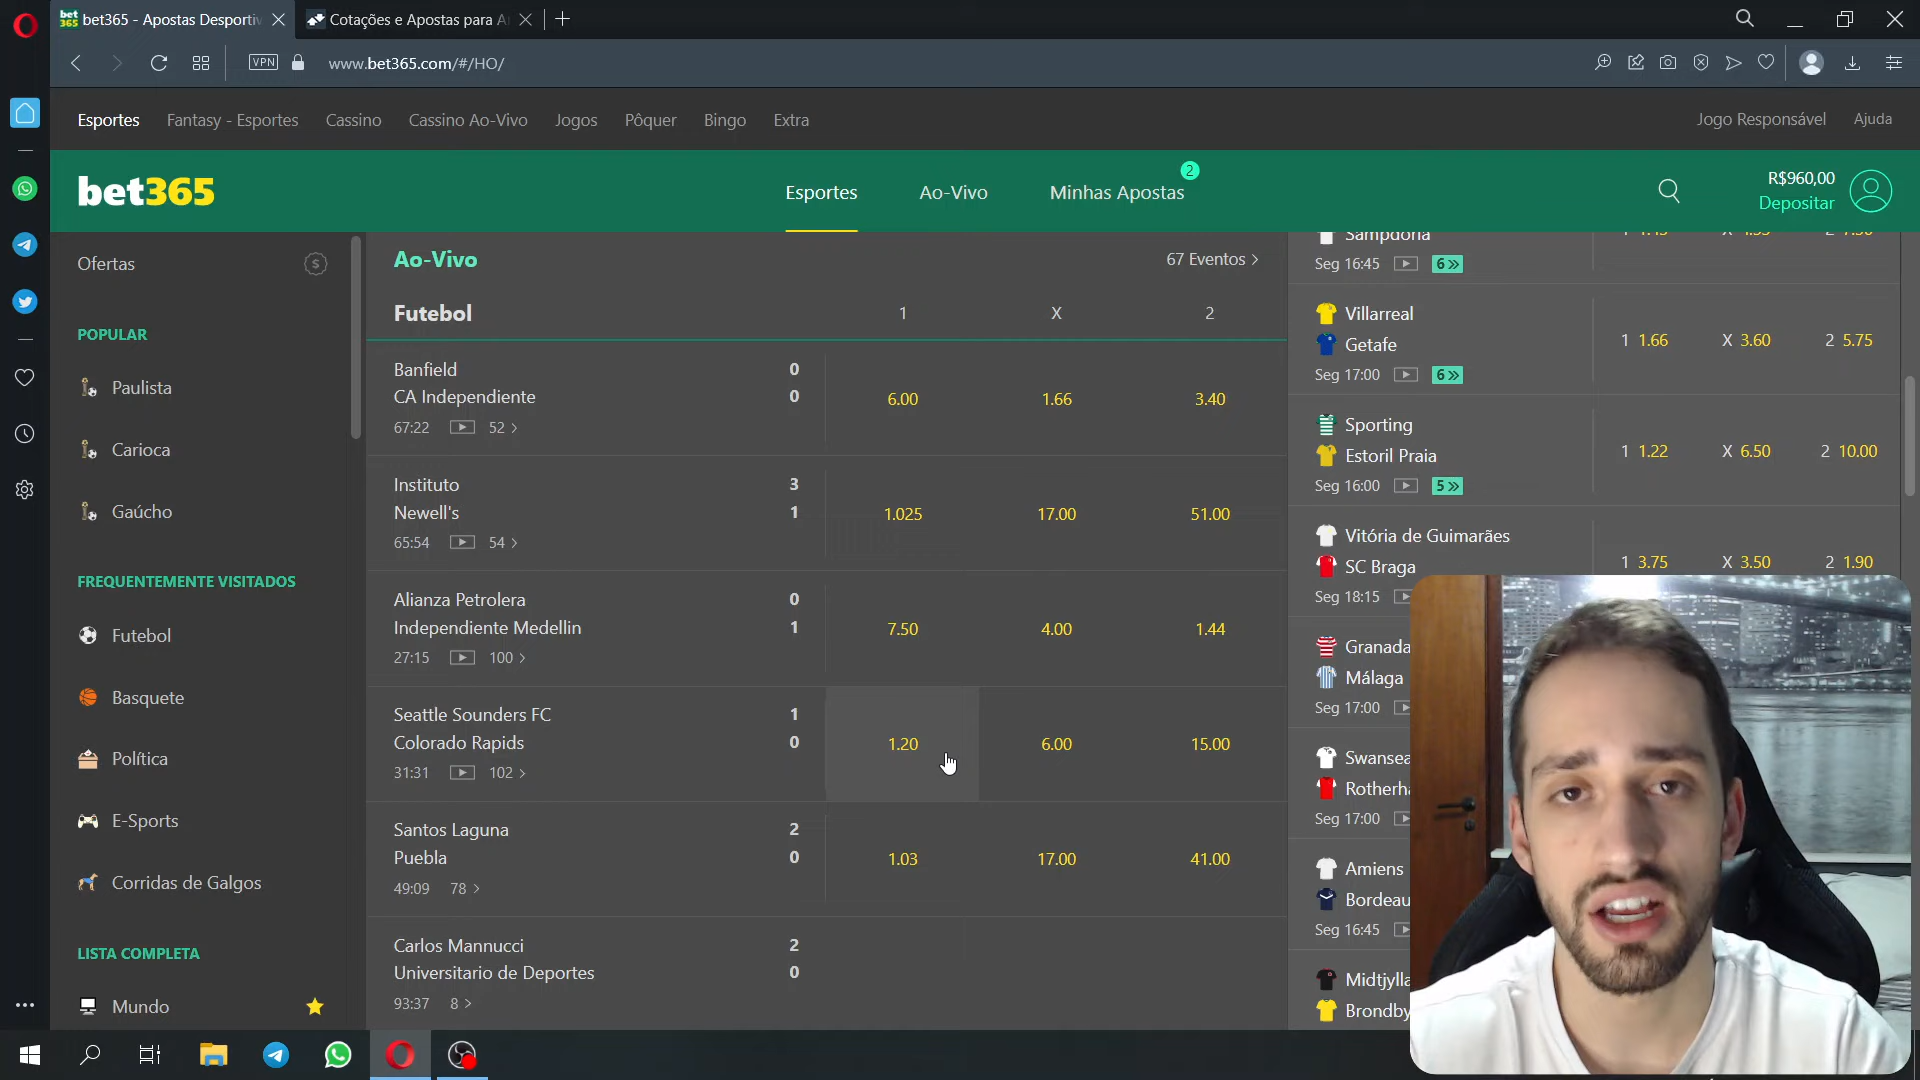 bet365 - Apostas Desporti
Cotações e Apostas para A
VPN
www.bet365.com/#/HO/
Esportes
Fantasy - Esportes
Cassino
Cassino Ao-Vivo
Jogos
Pôquer
Bingo
Extra
Jogo Responsável
Ajuda
bet365
Esportes
Ao-Vivo
Minhas Apostas
2
R$960,00
Depositar
Ofertas
POPULAR
Paulista
Carioca
Gaúcho
FREQUENTEMENTE VISITADOS
Futebol
Basquete
Política
E-Sports
Corridas de Galgos
LISTA COMPLETA
Mundo
Ao-Vivo
67 Eventos >
Futebol 1 X 2
Banfield 0
CA Independiente 0
6.00 1.66 3.40
67:22 52 >
Instituto 3
Newell's 1
1.025 17.00 51.00
65:54 54 >
Alianza Petrolera 0
Independiente Medellin 1
7.50 4.00 1.44
27:15 100 >
Seattle Sounders FC 1
Colorado Rapids 0
1.20 6.00 15.00
31:31 102 >
Santos Laguna 2
Puebla 0
1.03 17.00 41.00
49:09 78 >
Carlos Mannucci 2
Universitario de Deportes 0
93:37 8 >
Sampdoria
Seg 16:45 6 >>
Villarreal
Getafe
1 1.66 X 3.60 2 5.75
Seg 17:00 6 >>
Sporting
Estoril Praia
1 1.22 X 6.50 2 10.00
Seg 16:00 5 >>
Vitória de Guimarães
SC Braga
1 3.75 X 3.50 2 1.90
Seg 18:15
Granada
Málaga
Seg 17:00
Swansea
Rotherha
Seg 17:00
Amiens
Bordeau
Seg 16:45
Midtjylla
Brondby